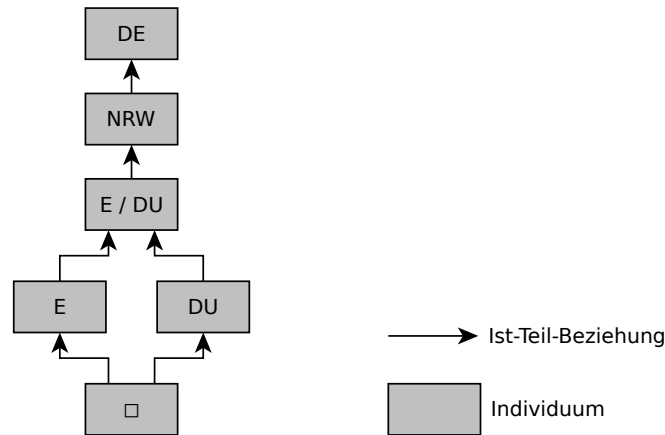 DE
NRW
E / DU
E
DU
□
Ist-Teil-Beziehung
Individuum